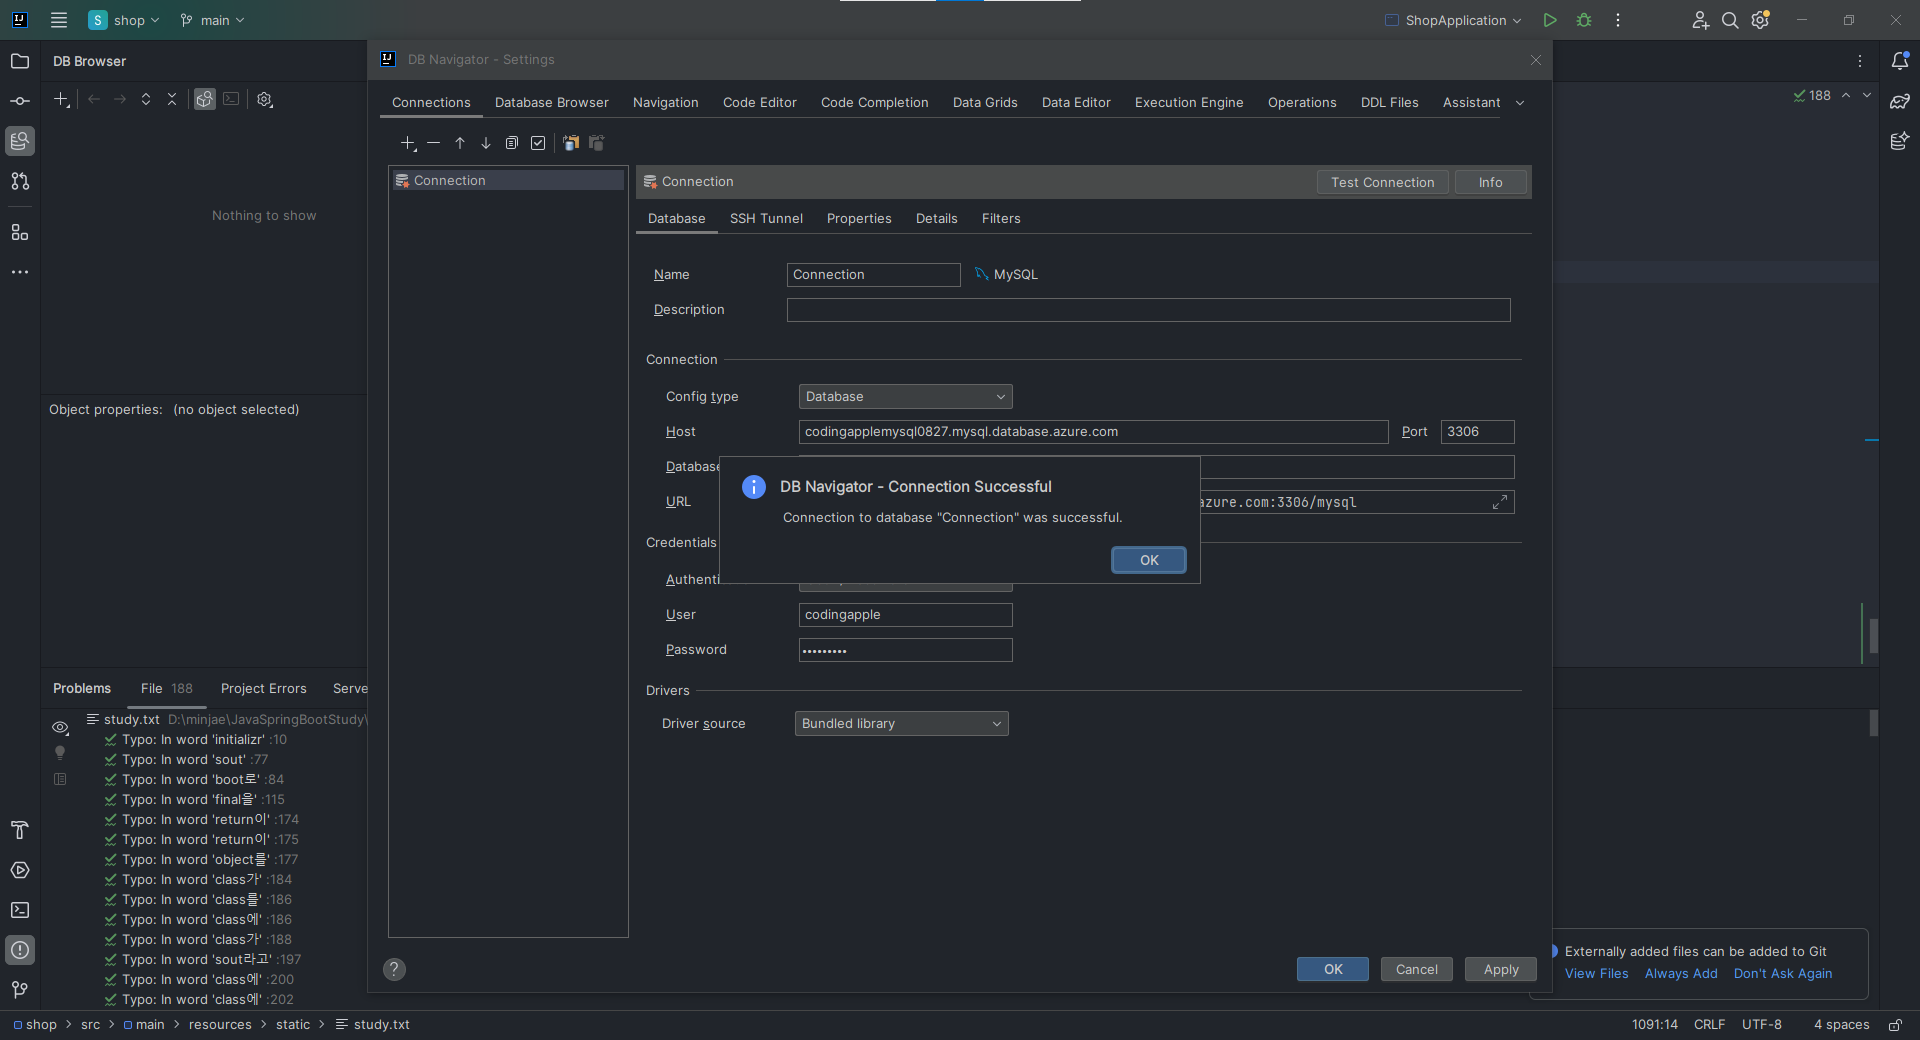 S shop
main
ShopApplication
DB Browser
Nothing to show
Object properties: (no object selected)
DB Navigator - Settings
Connections Database Browser Navigation Code Editor Code Completion Data Grids Data Editor Execution Engine Operations DDL Files Assistant
Connection
Connection
Test Connection Info
Database SSH Tunnel Properties Details Filters
Name Connection MySQL
Description
Connection
Config type Database
Host codingapplemysql0827.mysql.database.azure.com Port 3306
Database
URL azure.com:3306/mysql
DB Navigator - Connection Successful
Connection to database "Connection" was successful.
OK
Credentials
Authenti
User codingapple
Password •••••••••
Drivers
Driver source Bundled library
? OK Cancel Apply
188
Problems File 188 Project Errors Serve
study.txt D:\minjae\JavaSpringBootStudy\
Typo: In word 'initializr' :10
Typo: In word 'sout' :77
Typo: In word 'boot로' :84
Typo: In word 'final을' :115
Typo: In word 'return이' :174
Typo: In word 'return이' :175
Typo: In word 'object를' :177
Typo: In word 'class가' :184
Typo: In word 'class를' :186
Typo: In word 'class에' :186
Typo: In word 'class가' :188
Typo: In word 'sout라고' :197
Typo: In word 'class에' :200
Typo: In word 'class에' :202
Externally added files can be added to Git
View Files Always Add Don't Ask Again
shop > src > main > resources > static > study.txt
1091:14 CRLF UTF-8 4 spaces